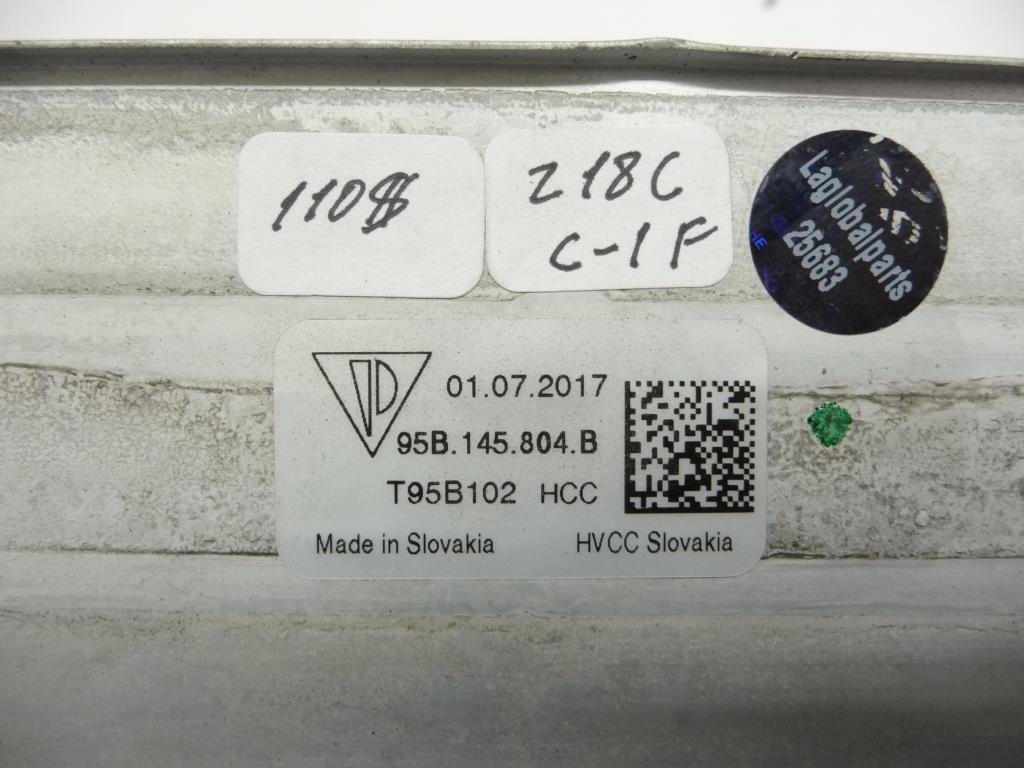 110$
218C
C-1F
Laglobalparts
25683
01.07.2017
95B.145.804.B
T95B102 HCC
Made in Slovakia HVCC Slovakia